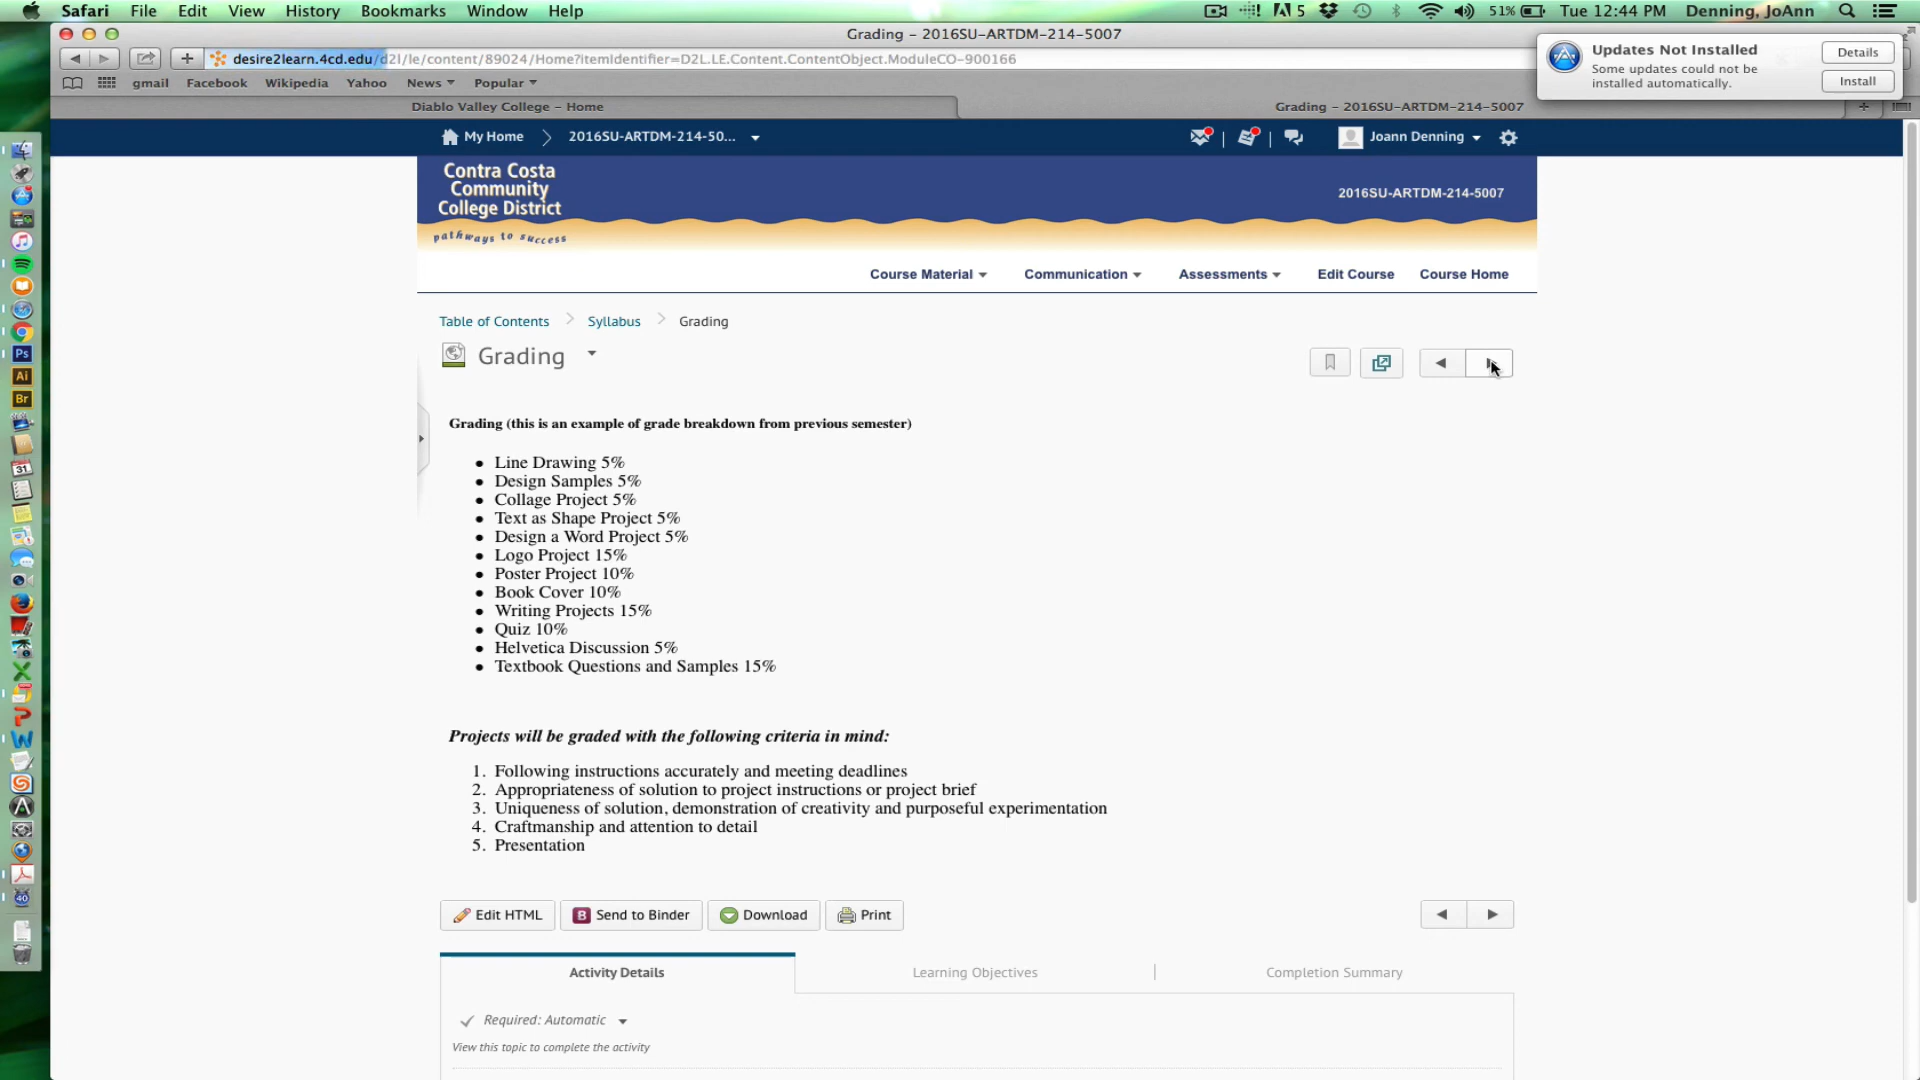 Safari File Edit View History Bookmarks Window Help 5 51% Tue 12:44 PM Denning, JoAnn
Grading – 2016SU-ARTDM-214-5007
desire2learn.4cd.edu/d2l/le/content/89024/Home?itemIdentifier=D2L.LE.Content.ContentObject.ModuleCO-900166
Updates Not Installed
Some updates could not be
installed automatically.
Details
Install
gmail Facebook Wikipedia Yahoo News Popular
Diablo Valley College – Home
Grading – 2016SU-ARTDM-214-5007
My Home 2016SU-ARTDM-214-50... Joann Denning
Contra Costa
Community
College District
pathways to success
2016SU-ARTDM-214-5007
Course Material Communication Assessments Edit Course Course Home
Table of Contents Syllabus Grading
Grading
Grading (this is an example of grade breakdown from previous semester)
• Line Drawing 5%
• Design Samples 5%
• Collage Project 5%
• Text as Shape Project 5%
• Design a Word Project 5%
• Logo Project 15%
• Poster Project 10%
• Book Cover 10%
• Writing Projects 15%
• Quiz 10%
• Helvetica Discussion 5%
• Textbook Questions and Samples 15%
Projects will be graded with the following criteria in mind:
1. Following instructions accurately and meeting deadlines
2. Appropriateness of solution to project instructions or project brief
3. Uniqueness of solution, demonstration of creativity and purposeful experimentation
4. Craftmanship and attention to detail
5. Presentation
Edit HTML B Send to Binder Download Print
Activity Details Learning Objectives Completion Summary
Required: Automatic
View this topic to complete the activity
Ps
Ai
Br
31
40